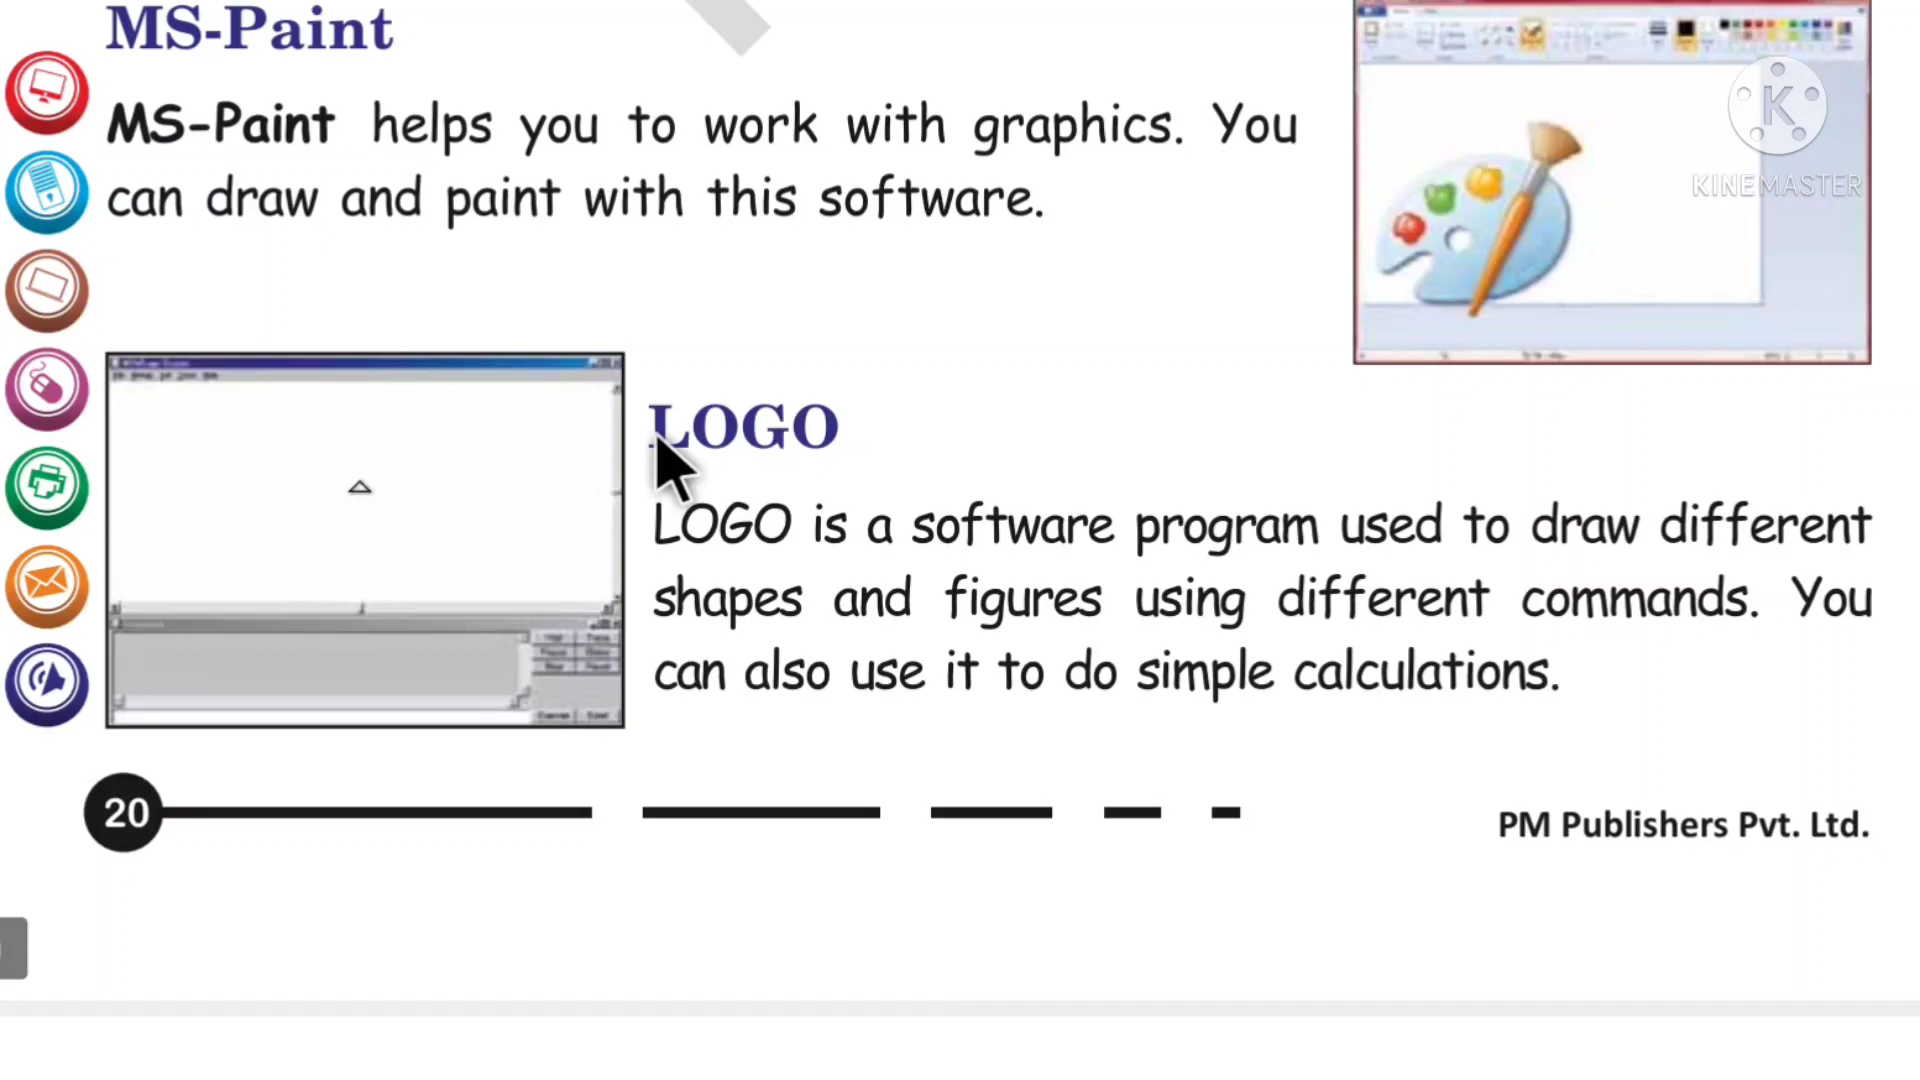 MS-Paint
MS-Paint helps you to work with graphics. You
can draw and paint with this software.
K
KINEMASTER
LOGO
LOGO is a software program used to draw different
shapes and figures using different commands. You
can also use it to do simple calculations.
20
PM Publishers Pvt. Ltd.